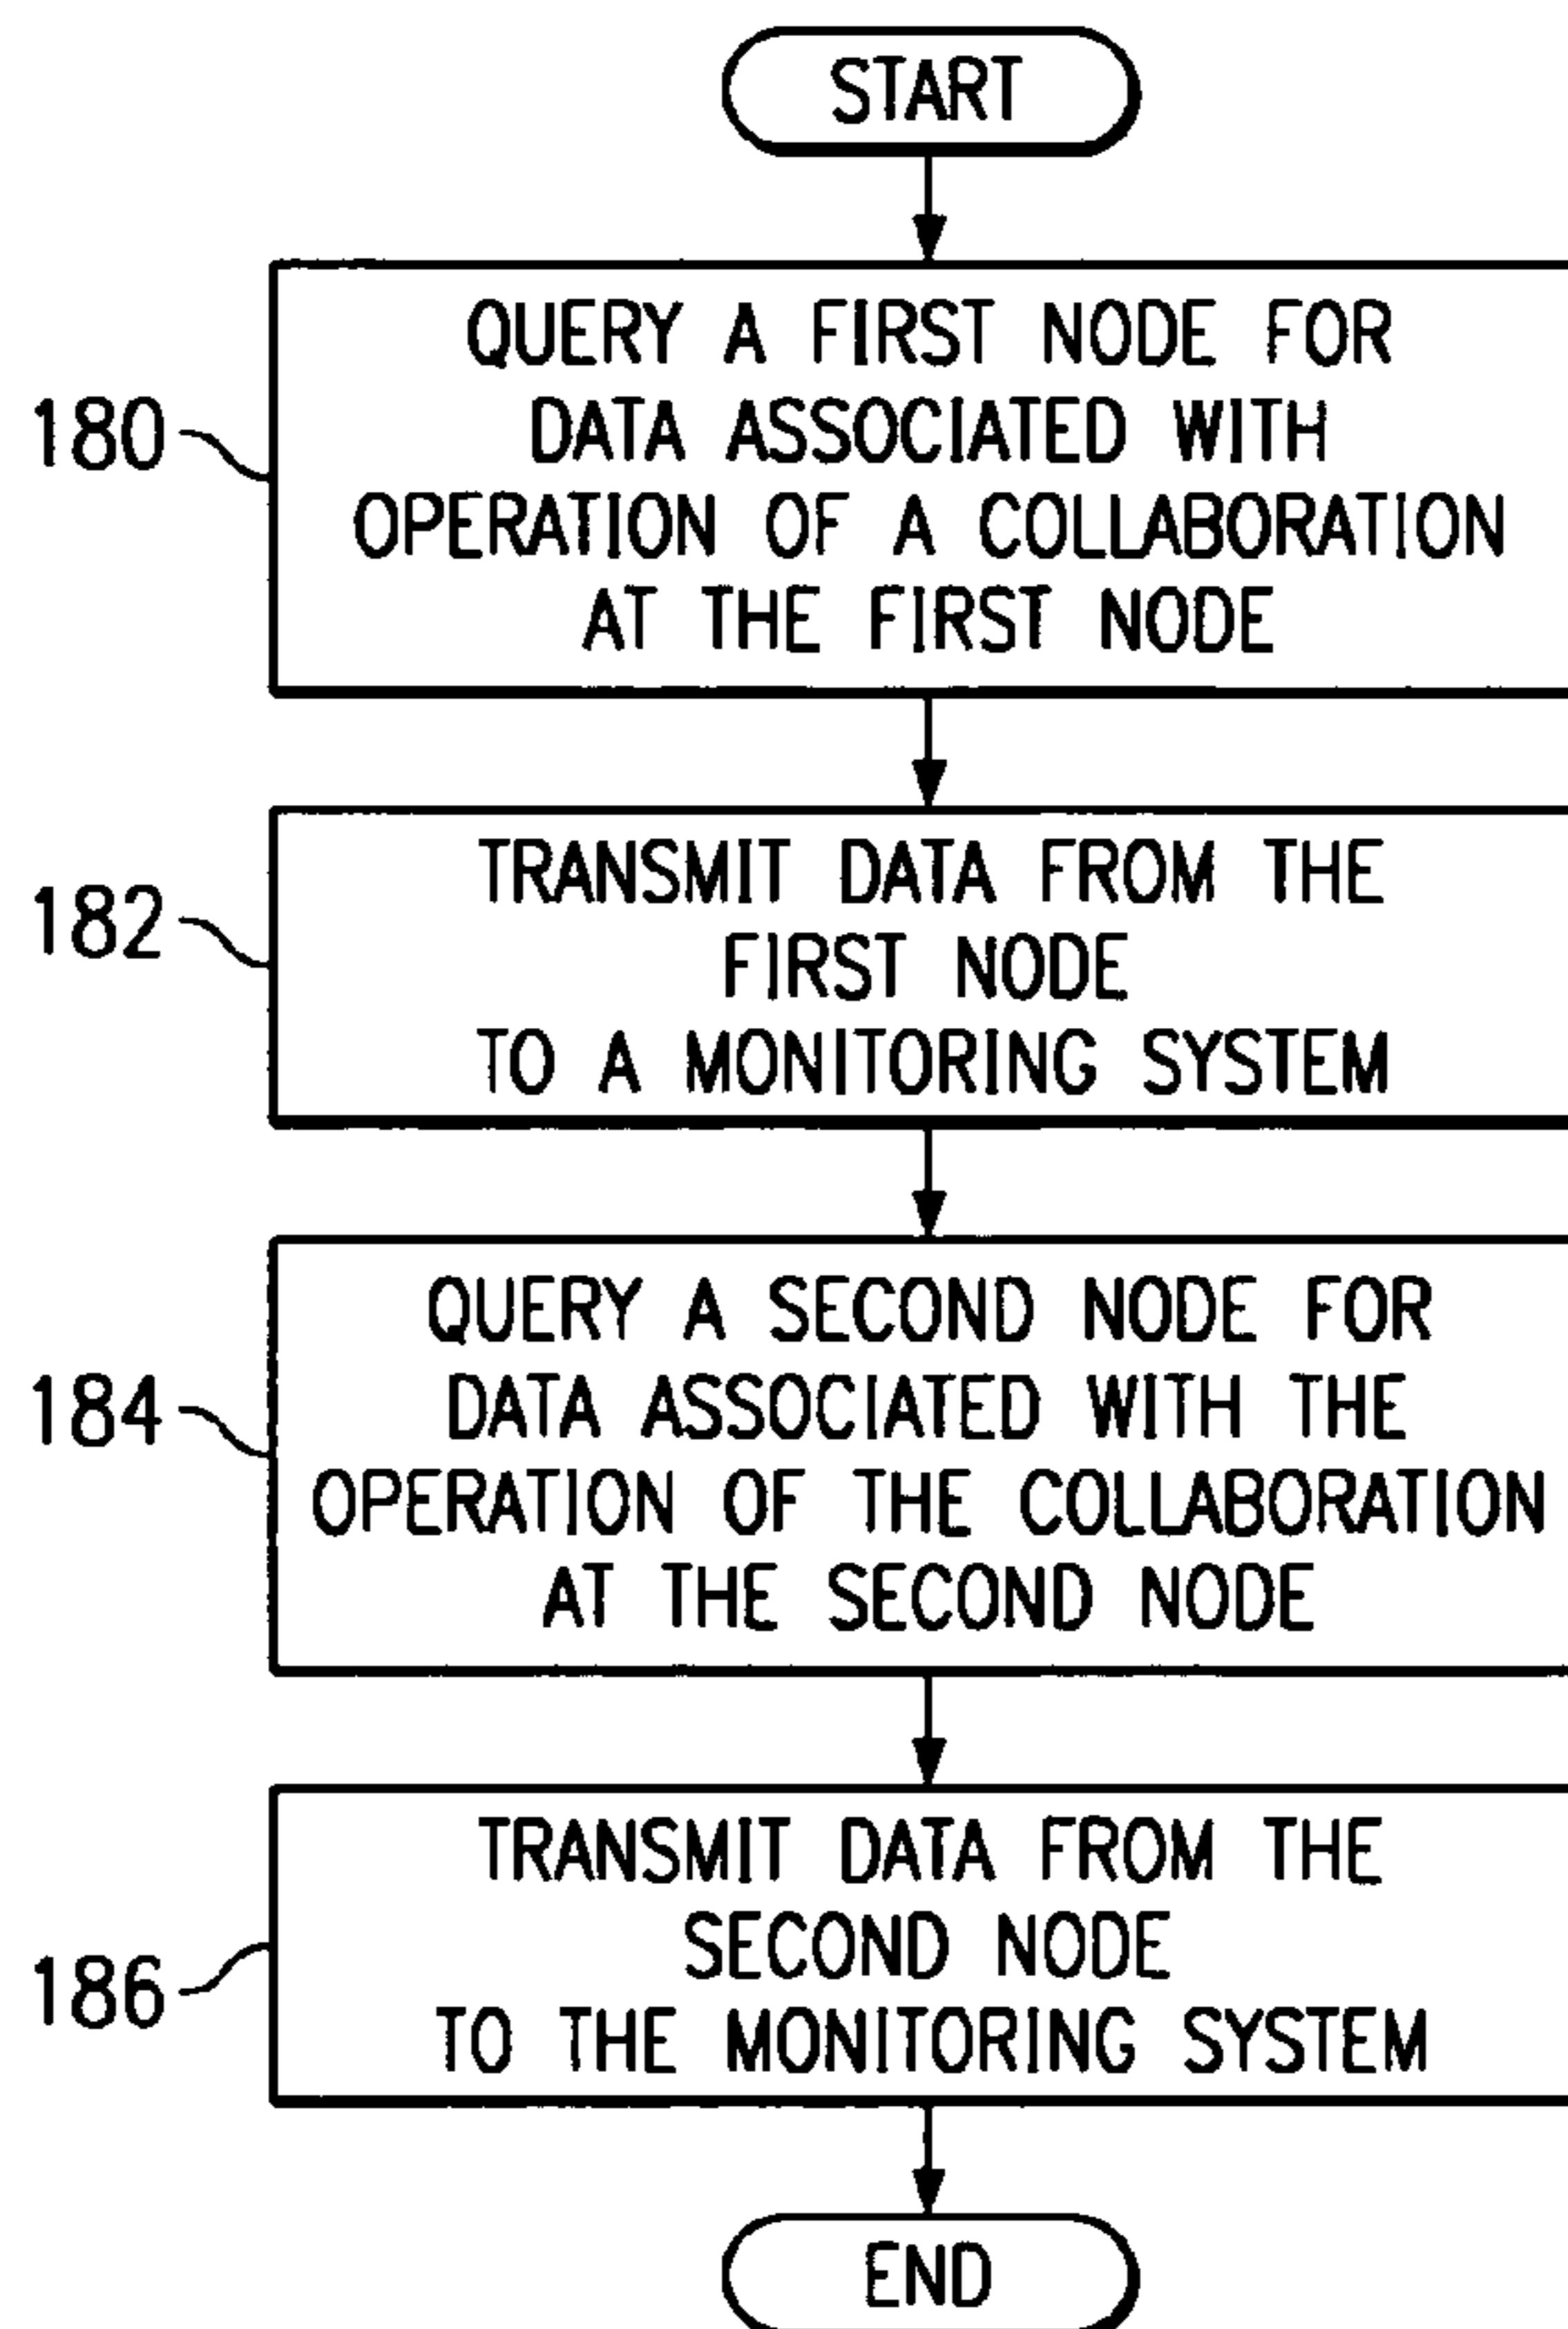 START
180
QUERY A FIRST NODE FOR
DATA ASSOCIATED WITH
OPERATION OF A COLLABORATION
AT THE FIRST NODE
182
TRANSMIT DATA FROM THE
FIRST NODE
TO A MONITORING SYSTEM
184
QUERY A SECOND NODE FOR
DATA ASSOCIATED WITH THE
OPERATION OF THE COLLABORATION
AT THE SECOND NODE
186
TRANSMIT DATA FROM THE
SECOND NODE
TO THE MONITORING SYSTEM
END